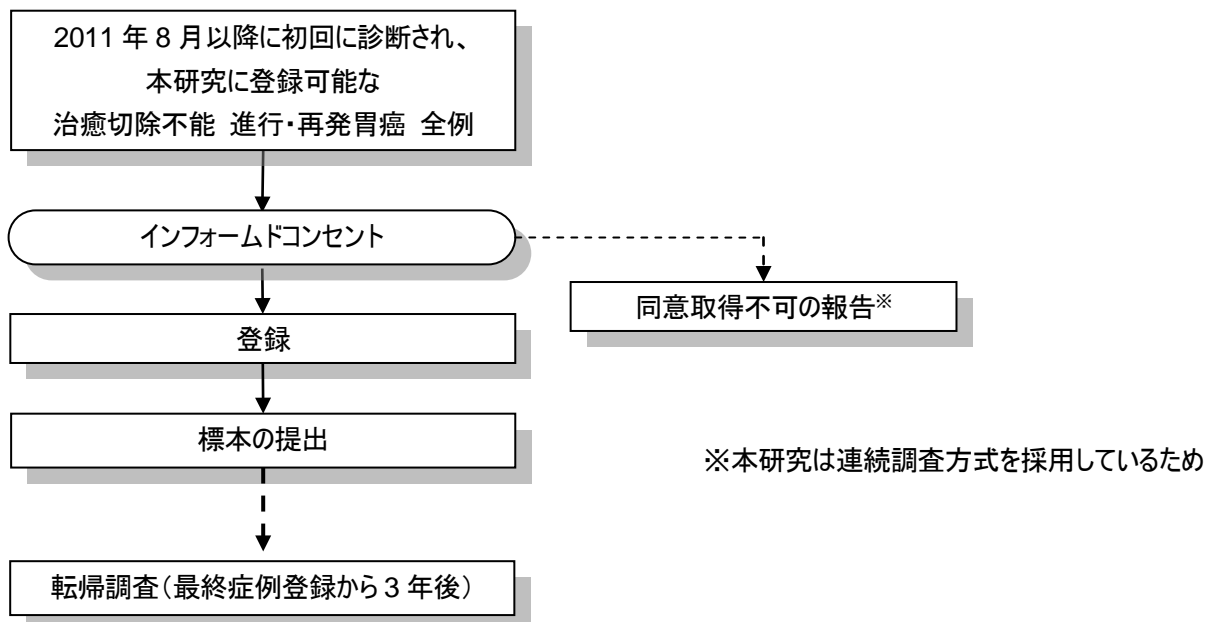 2011 年 8 月以降に初回に診断され、
本研究に登録可能な
治癒切除不能 進行・再発胃癌 全例
インフォームドコンセント
同意取得不可の報告※
登録
標本の提出
※本研究は連続調査方式を採用しているため
転帰調査(最終症例登録から 3 年後)